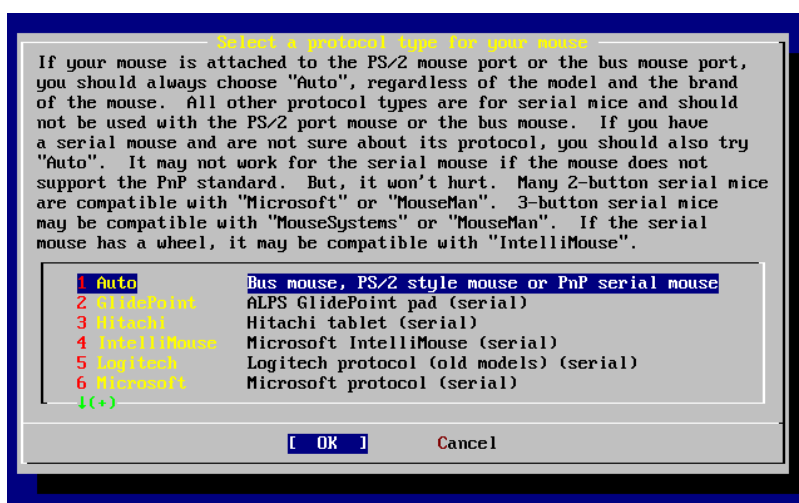 Select a protocol type for your mouse
If your mouse is attached to the PS/2 mouse port or the bus mouse port,
you should always choose "Auto", regardless of the model and the brand
of the mouse.  All other protocol types are for serial mice and should
not be used with the PS/2 port mouse or the bus mouse.  If you have
a serial mouse and are not sure about its protocol, you should also try
"Auto".  It may not work for the serial mouse if the mouse does not
support the PnP standard.  But, it won't hurt.  Many 2-button serial mice
are compatible with "Microsoft" or "MouseMan".  3-button serial mice
may be compatible with "MouseSystems" or "MouseMan".  If the serial
mouse has a wheel, it may be compatible with "IntelliMouse".
1 Auto Bus mouse, PS/2 style mouse or PnP serial mouse
2 GlidePoint ALPS GlidePoint pad (serial)
3 Hitachi Hitachi tablet (serial)
4 IntelliMouse Microsoft IntelliMouse (serial)
5 Logitech Logitech protocol (old models) (serial)
6 Microsoft Microsoft protocol (serial)
↓(+)
[ OK ] Cancel